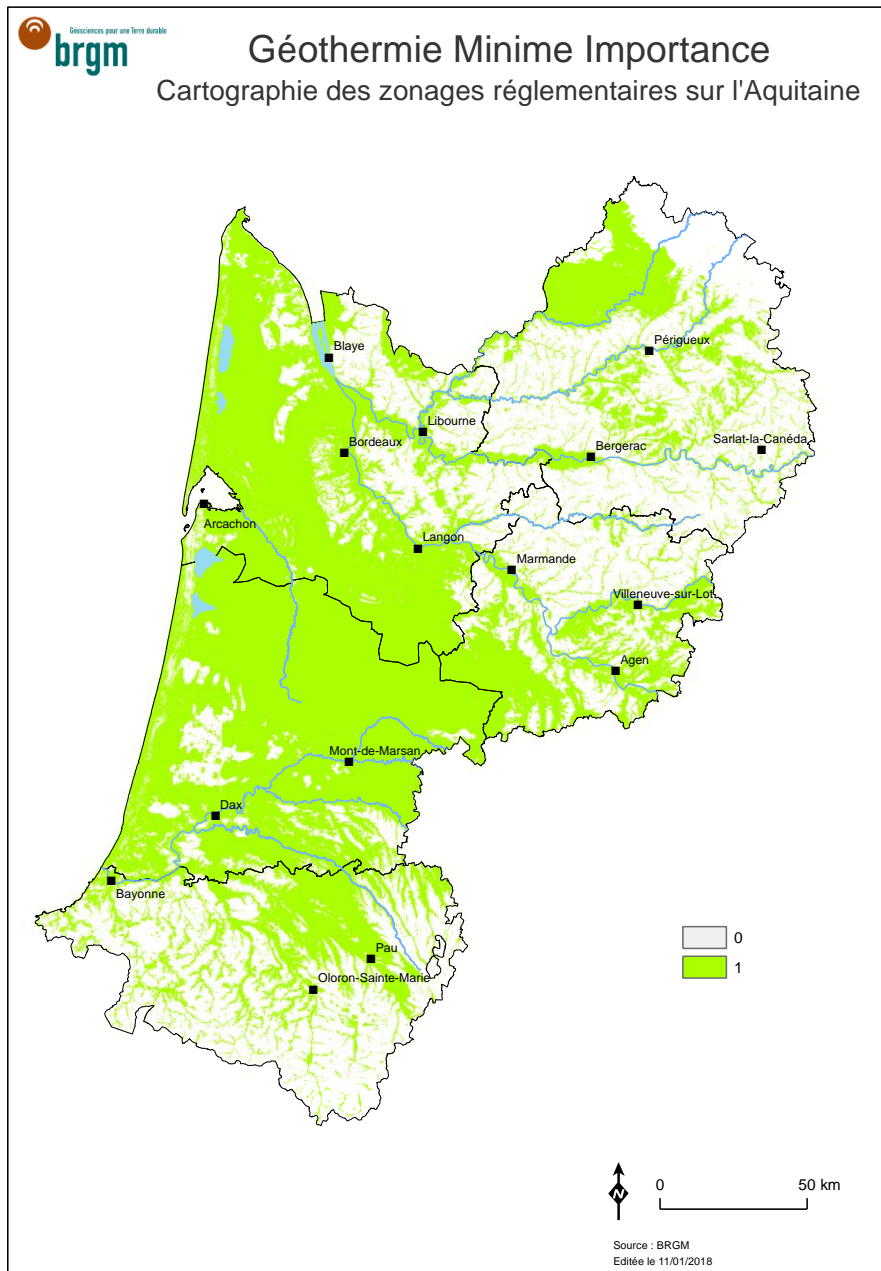 Géosciences pour une Terre durable
brgm
Géothermie Minime Importance
Cartographie des zonages réglementaires sur l'Aquitaine
Blaye
Périgueux
Libourne
Bordeaux
Bergerac
Sarlat-la-Canéda
Arcachon
Langon
Marmande
Villeneuve-sur-Lot
Agen
Mont-de-Marsan
Dax
Bayonne
Pau
Oloron-Sainte-Marie
0
1
N
0 50 km
Source : BRGM
Editée le 11/01/2018